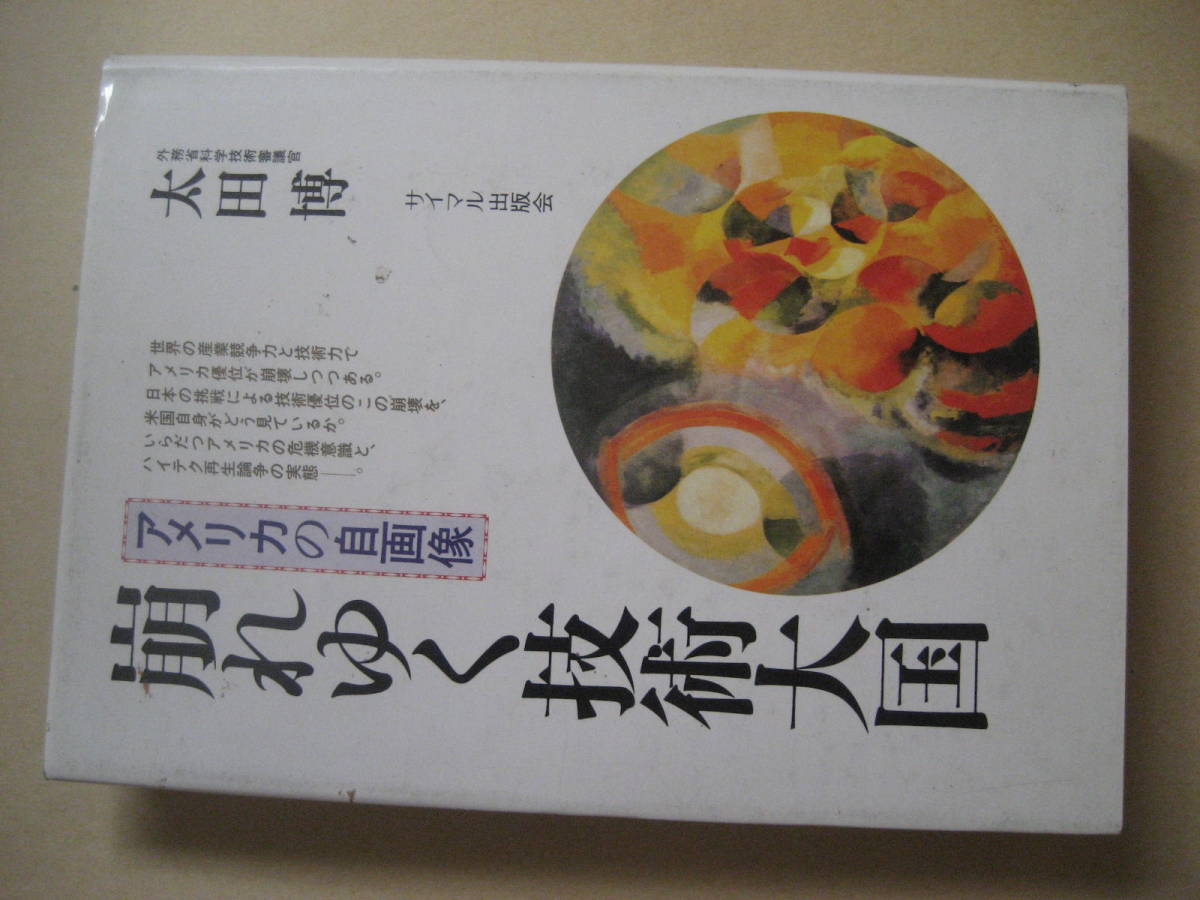 崩れゆく技術大国
アメリカの自画像
世界の産業競争力と技術力で
アメリカ優位が崩壊しつつある。
日本の挑戦による技術優位のこの崩壊を、
米国自身がどう見ているか。
いらだつアメリカの危機意識と、
ハイテク再生論争の実態──。
外務省科学技術審議官
太田 博
サイマル出版会